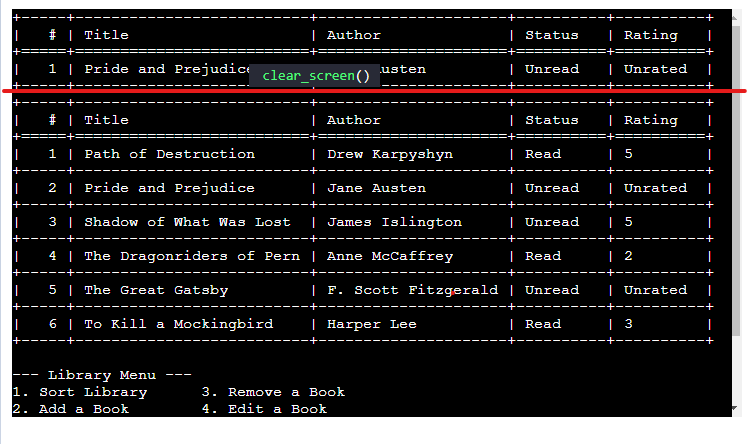 +-----+--------------------------+---------------------+---------+----------+
|   # | Title                    | Author              | Status  | Rating   |
+=====+==========================+=====================+=========+==========+
|   1 | Pride and Prejudice Austen | Unread  | Unrated  |
clear_screen()
+-----+--------------------------+---------------------+---------+----------+
+-----+--------------------------+---------------------+---------+----------+
|   # | Title                    | Author              | Status  | Rating   |
+=====+==========================+=====================+=========+==========+
|   1 | Path of Destruction      | Drew Karpyshyn      | Read    | 5        |
+-----+--------------------------+---------------------+---------+----------+
|   2 | Pride and Prejudice      | Jane Austen         | Unread  | Unrated  |
+-----+--------------------------+---------------------+---------+----------+
|   3 | Shadow of What Was Lost  | James Islington     | Unread  | 5        |
+-----+--------------------------+---------------------+---------+----------+
|   4 | The Dragonriders of Pern | Anne McCaffrey      | Read    | 2        |
+-----+--------------------------+---------------------+---------+----------+
|   5 | The Great Gatsby         | F. Scott Fitzgerald | Unread  | Unrated  |
+-----+--------------------------+---------------------+---------+----------+
|   6 | To Kill a Mockingbird    | Harper Lee          | Read    | 3        |
+-----+--------------------------+---------------------+---------+----------+
--- Library Menu ---
1. Sort Library      3. Remove a Book
2. Add a Book        4. Edit a Book